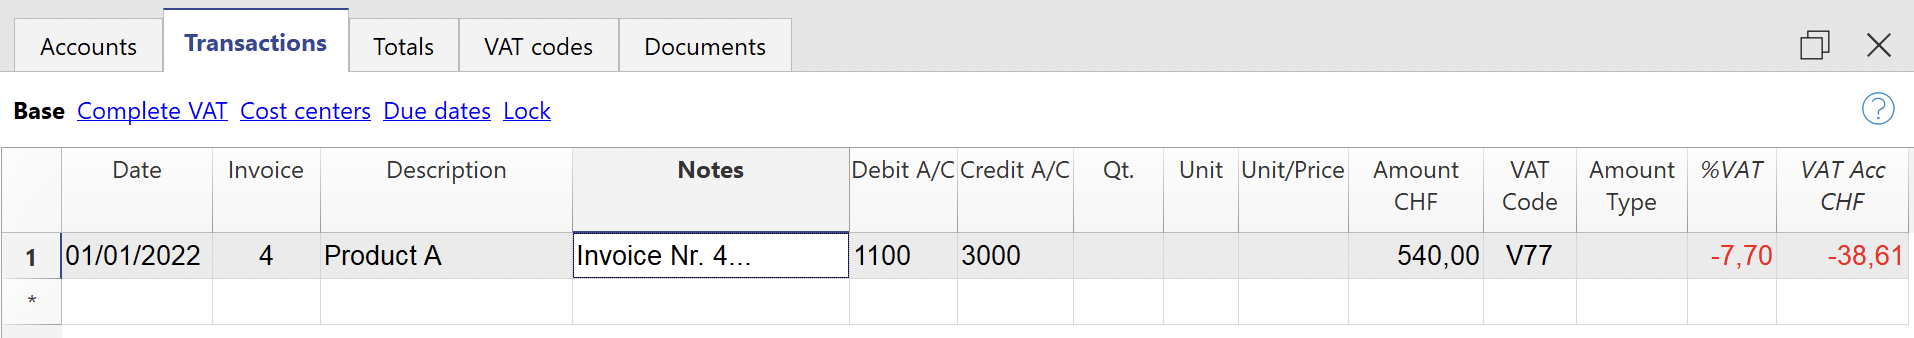 Accounts Transactions Totals VAT codes Documents
Base Complete VAT Cost centers Due dates Lock ?
Date Invoice Description Notes Debit A/C Credit A/C Qt. Unit Unit/Price Amount CHF VAT Code Amount Type %VAT VAT Acc CHF
1 01/01/2022 4 Product A Invoice Nr. 4... 1100 3000 540,00 V77 -7,70 -38,61
*